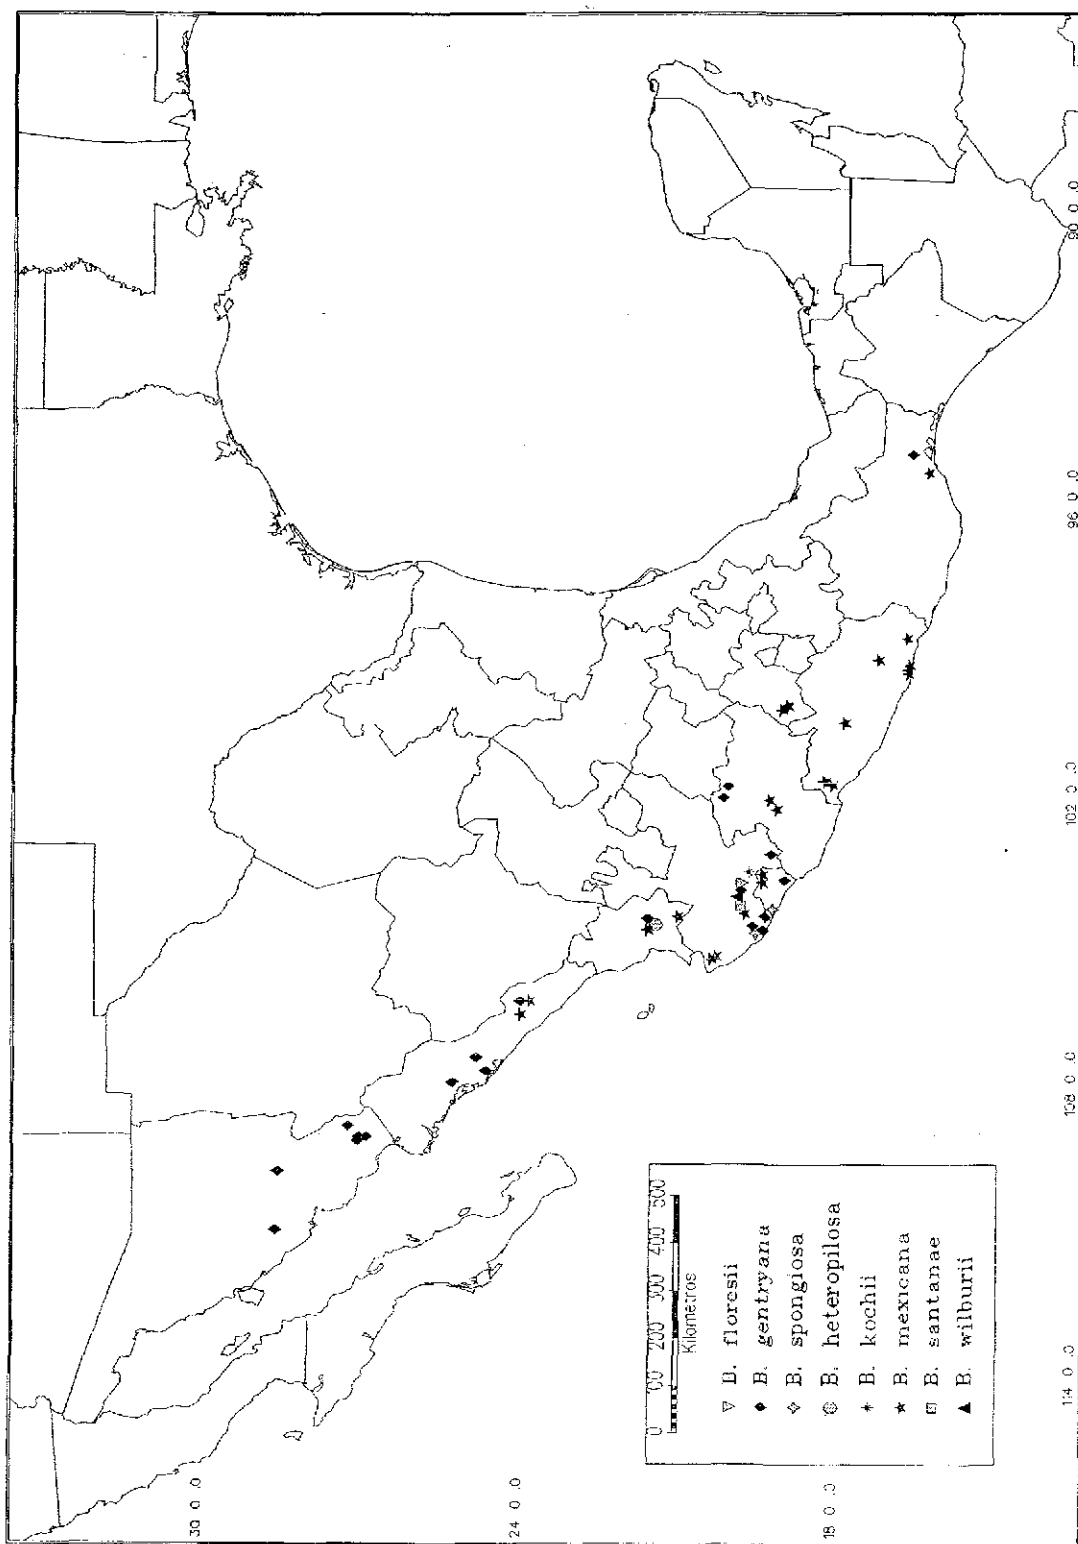 30 0 .0
24 0 .0
18 0 .0
114 0 .0
108 0 .0
102 0 .0
96 0 .0
90 0 .0
0 100 200 300 400 500
Kilometros
B. floresii
B. gentryana
B. spongiosa
B. heteropilosa
B. kochii
B. mexicana
B. santanae
B. wilburii